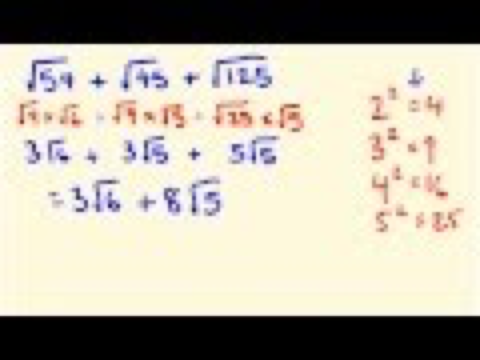 √54 + √45 + √125
√9×√6 + √9×√5 + √25×√5
3√6 + 3√5 + 5√5
= 3√6 + 8√5
↓
2² = 4
3² = 9
4² = 16
5² = 25